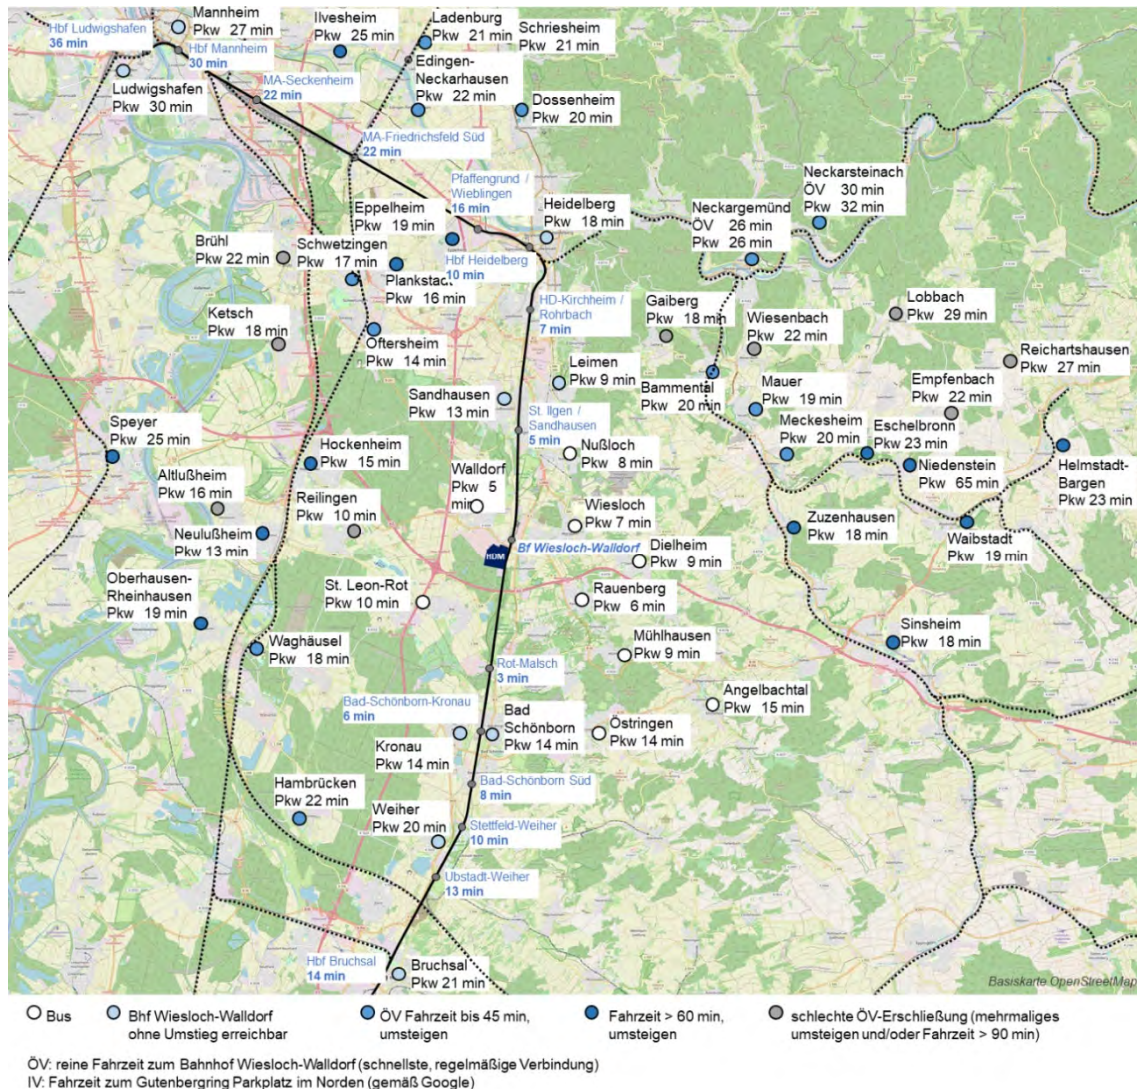 Hbf Ludwigshafen
36 min
Mannheim
Pkw 27 min
Hbf Mannheim
30 min
Ludwigshafen
Pkw 30 min
MA-Seckenheim
22 min
Ilvesheim
Pkw 25 min
Ladenburg
Pkw 21 min
Schriesheim
Pkw 21 min
Edingen-
Neckarhausen
Pkw 22 min
Dossenheim
Pkw 20 min
MA-Friedrichsfeld Süd
22 min
Pfaffengrund /
Wieblingen
16 min
Heidelberg
Pkw 18 min
Hbf Heidelberg
10 min
Neckarsteinach
ÖV 30 min
Pkw 32 min
Neckargemünd
ÖV 26 min
Pkw 26 min
Eppelheim
Pkw 19 min
Brühl
Pkw 22 min
Schwetzingen
Pkw 17 min
Plankstadt
Pkw 16 min
Ketsch
Pkw 18 min
Oftersheim
Pkw 14 min
HD-Kirchheim /
Rohrbach
7 min
Gaiberg
Pkw 18 min
Wiesenbach
Pkw 22 min
Lobbach
Pkw 29 min
Reichartshausen
Pkw 27 min
Leimen
Pkw 9 min
Bammental
Pkw 20 min
Mauer
Pkw 19 min
Empfenbach
Pkw 22 min
Sandhausen
Pkw 13 min
St. Ilgen /
Sandhausen
5 min
Meckesheim
Pkw 20 min
Eschelbronn
Pkw 23 min
Niedenstein
Pkw 65 min
Helmstadt-
Bargen
Pkw 23 min
Speyer
Pkw 25 min
Hockenheim
Pkw 15 min
Nußloch
Pkw 8 min
Altlußheim
Pkw 16 min
Reilingen
Pkw 10 min
Walldorf
Pkw 5
min
Wiesloch
Pkw 7 min
Zuzenhausen
Pkw 18 min
Waibstadt
Pkw 19 min
Neulußheim
Pkw 13 min
HDM
Bf Wiesloch-Walldorf
Dielheim
Pkw 9 min
Oberhausen-
Rheinhausen
Pkw 19 min
St. Leon-Rot
Pkw 10 min
Rauenberg
Pkw 6 min
Waghäusel
Pkw 18 min
Mühlhausen
Pkw 9 min
Sinsheim
Pkw 18 min
Rot-Malsch
3 min
Bad-Schönborn-Kronau
6 min
Bad
Schönborn
Pkw 14 min
Östringen
Pkw 14 min
Angelbachtal
Pkw 15 min
Kronau
Pkw 14 min
Bad-Schönborn Süd
8 min
Hambrücken
Pkw 22 min
Weiher
Pkw 20 min
Stettfeld-Weiher
10 min
Ubstadt-Weiher
13 min
Hbf Bruchsal
14 min
Bruchsal
Pkw 21 min
Basiskarte OpenStreetMap
Bus
Bhf Wiesloch-Walldorf
ohne Umstieg erreichbar
ÖV Fahrzeit bis 45 min,
umsteigen
Fahrzeit > 60 min,
umsteigen
schlechte ÖV-Erschließung (mehrmaliges
umsteigen und/oder Fahrzeit > 90 min)
ÖV: reine Fahrzeit zum Bahnhof Wiesloch-Walldorf (schnellste, regelmäßige Verbindung)
IV: Fahrzeit zum Gutenbergring Parkplatz im Norden (gemäß Google)